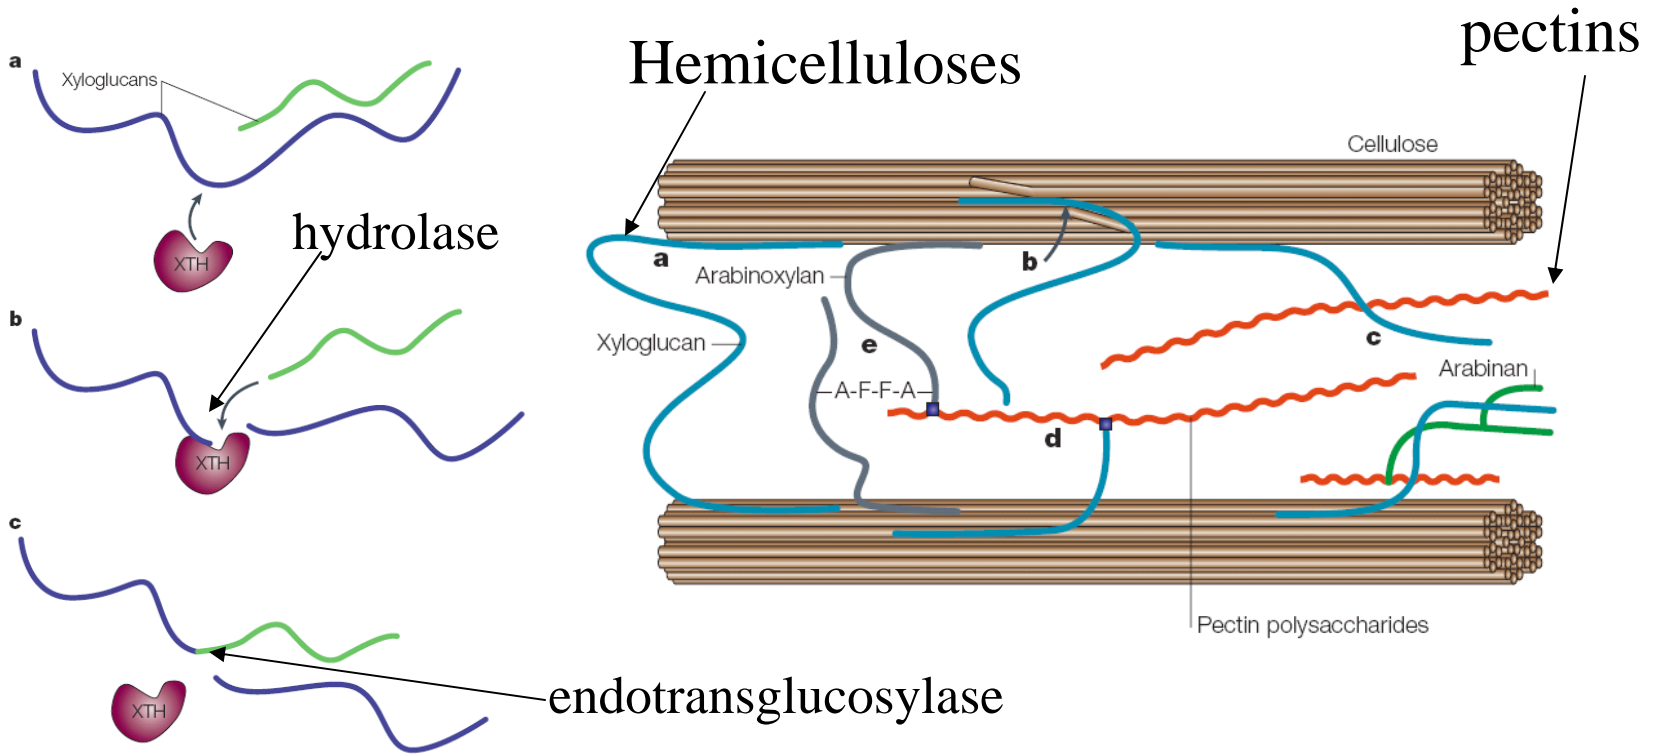 a
Xyloglucans
XTH
hydrolase
b
XTH
c
XTH
endotransglucosylase
Hemicelluloses
pectins
Cellulose
a
Arabinoxylan
b
Xyloglucan
e
c
A-F-F-A
Arabinan
d
Pectin polysaccharides